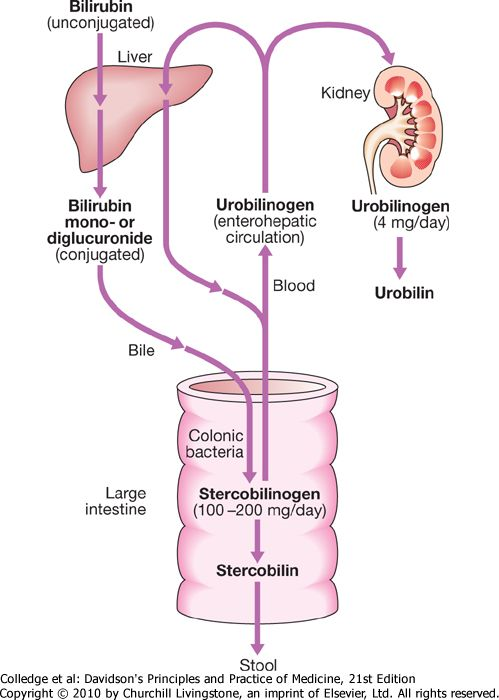 Bilirubin
(unconjugated)
Liver
Kidney
Bilirubin
mono- or
diglucuronide
(conjugated)
Urobilinogen
(enterohepatic
circulation)
Urobilinogen
(4 mg/day)
Blood
Urobilin
Bile
Colonic
bacteria
Large
intestine
Stercobilinogen
(100–200 mg/day)
Stercobilin
Stool
Colledge et al: Davidson's Principles and Practice of Medicine, 21st Edition
Copyright © 2010 by Churchill Livingstone, an imprint of Elsevier, Ltd. All rights reserved.